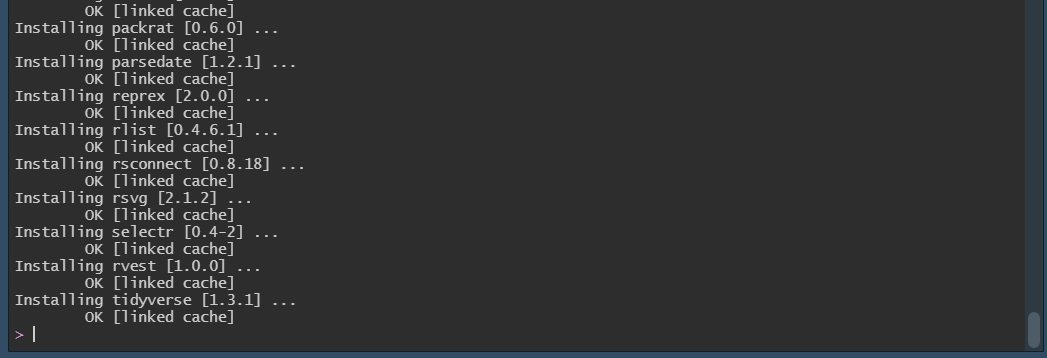 OK [linked cache]
Installing packrat [0.6.0] ...
OK [linked cache]
Installing parsedate [1.2.1] ...
OK [linked cache]
Installing reprex [2.0.0] ...
OK [linked cache]
Installing rlist [0.4.6.1] ...
OK [linked cache]
Installing rsconnect [0.8.18] ...
OK [linked cache]
Installing rsvg [2.1.2] ...
OK [linked cache]
Installing selectr [0.4-2] ...
OK [linked cache]
Installing rvest [1.0.0] ...
OK [linked cache]
Installing tidyverse [1.3.1] ...
OK [linked cache]
>